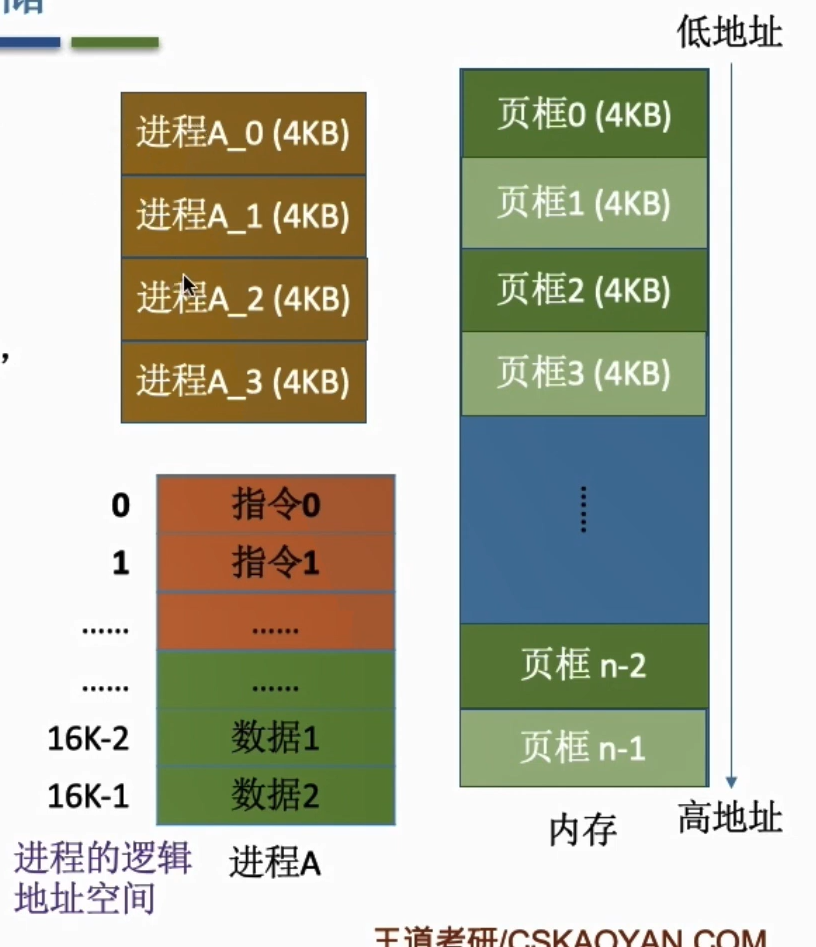 低地址
进程A_0 (4KB)
进程A_1 (4KB)
进程A_2 (4KB)
进程A_3 (4KB)
页框0 (4KB)
页框1 (4KB)
页框2 (4KB)
页框3 (4KB)
⋮
页框 n-2
页框 n-1
,
0 指令0
1 指令1
...... ......
...... ......
16K-2 数据1
16K-1 数据2
进程的逻辑
地址空间
进程A
内存
高地址
王道考研/CSKAOYAN.COM